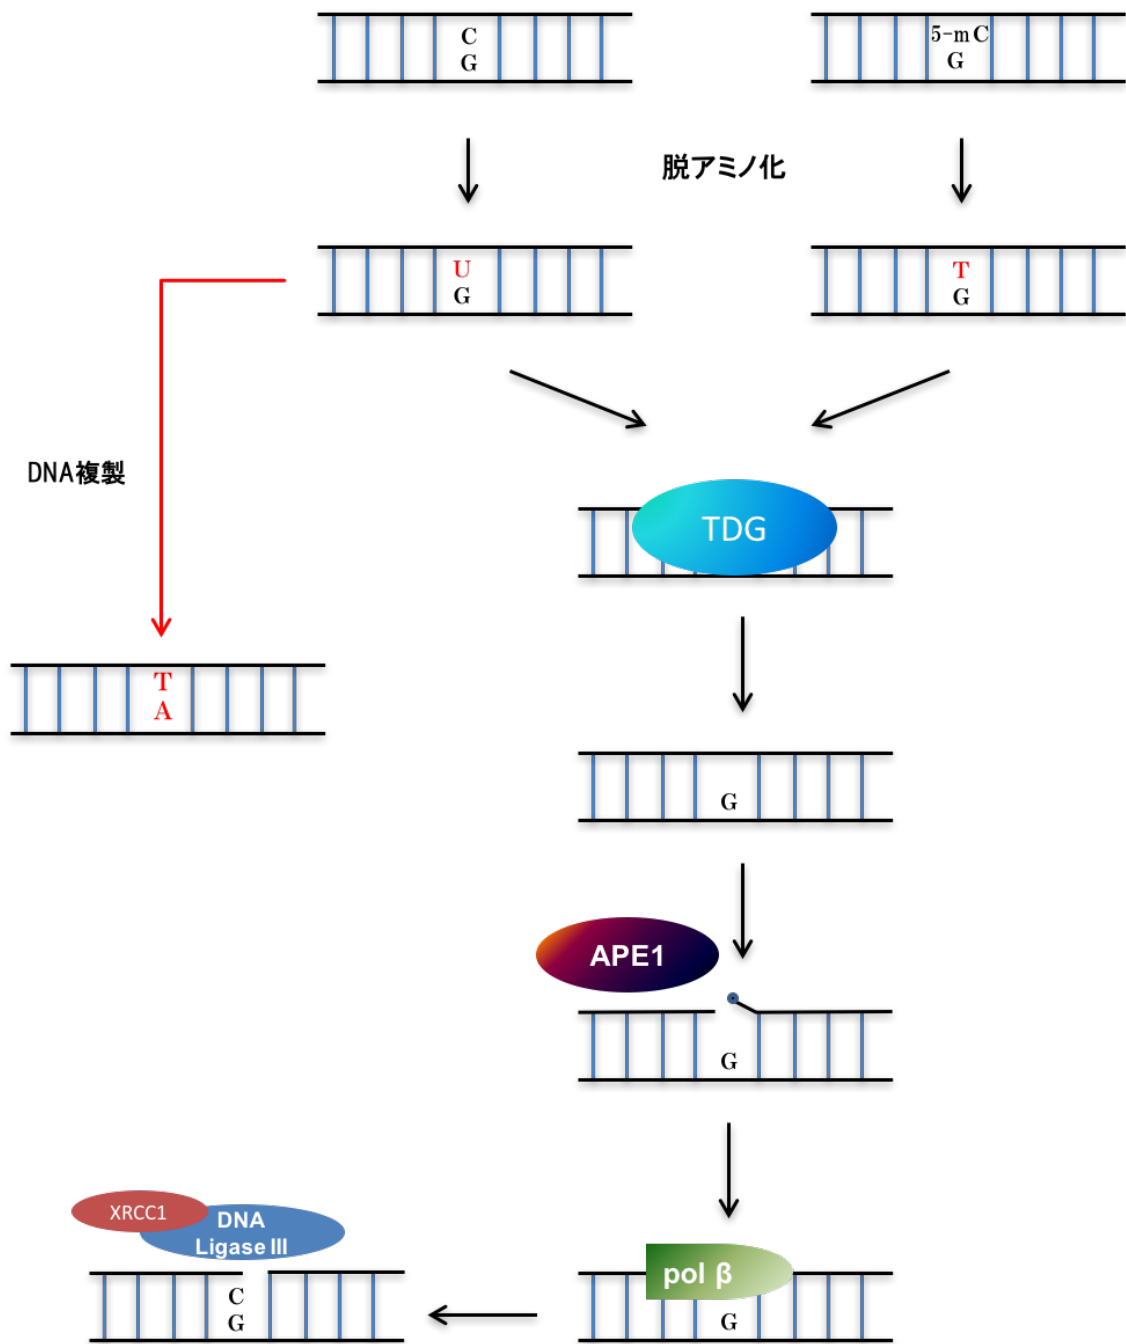 C
G
5-mC
G
脱アミノ化
U
G
T
G
DNA複製
TDG
T
A
G
APE1
G
XRCC1
DNA
Ligase III
pol β
C
G
G